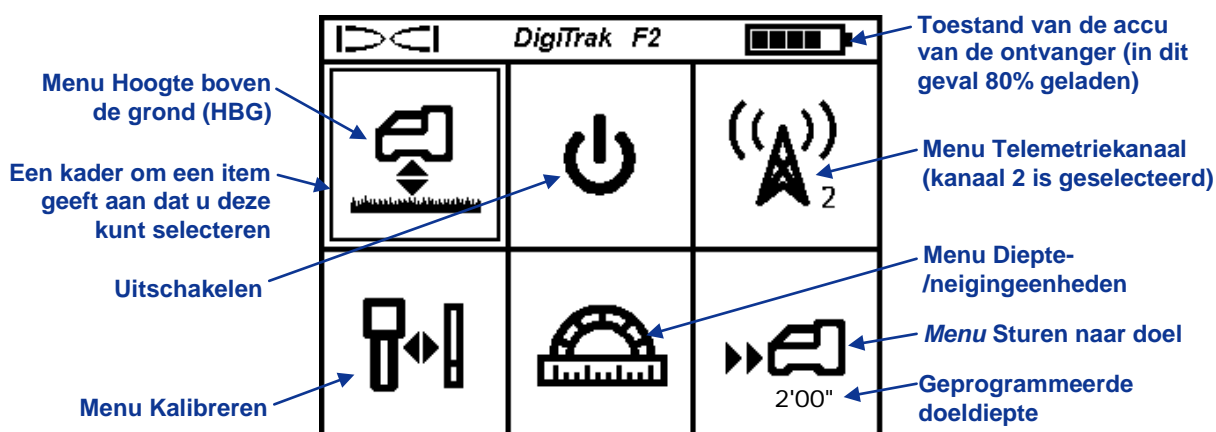 DigiTrak F2
Toestand van de accu
van de ontvanger (in dit
geval 80% geladen)
Menu Hoogte boven
de grond (HBG)
Menu Telemetriekanaal
(kanaal 2 is geselecteerd)
2
Een kader om een item
geeft aan dat u deze
kunt selecteren
Uitschakelen
Menu Diepte-
/neigingeenheden
Menu Sturen naar doel
2'00"
Geprogrammeerde
doeldiepte
Menu Kalibreren